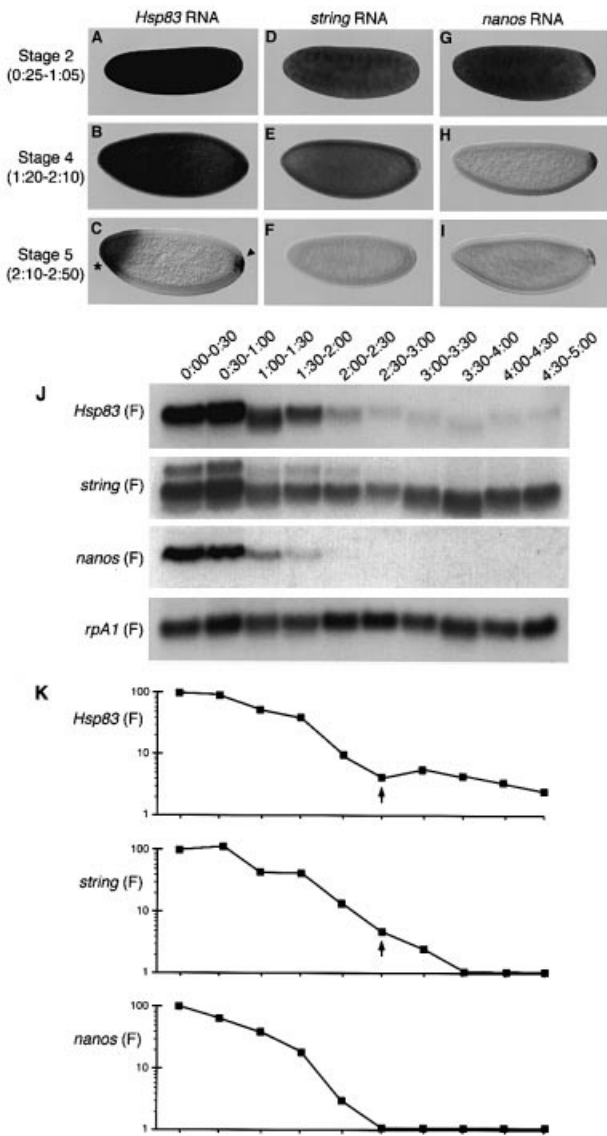 Hsp83 RNA string RNA nanos RNA
Stage 2
(0:25-1:05)
A D G
Stage 4
(1:20-2:10)
B E H
Stage 5
(2:10-2:50)
C F I
*
0:00-0:30 0:30-1:00 1:00-1:30 1:30-2:00 2:00-2:30 2:30-3:00 3:00-3:30 3:30-4:00 4:00-4:30 4:30-5:00
J
Hsp83 (F)
string (F)
nanos (F)
rpA1 (F)
K
100
Hsp83 (F)
10
1
100
string (F)
10
1
100
nanos (F)
10
1